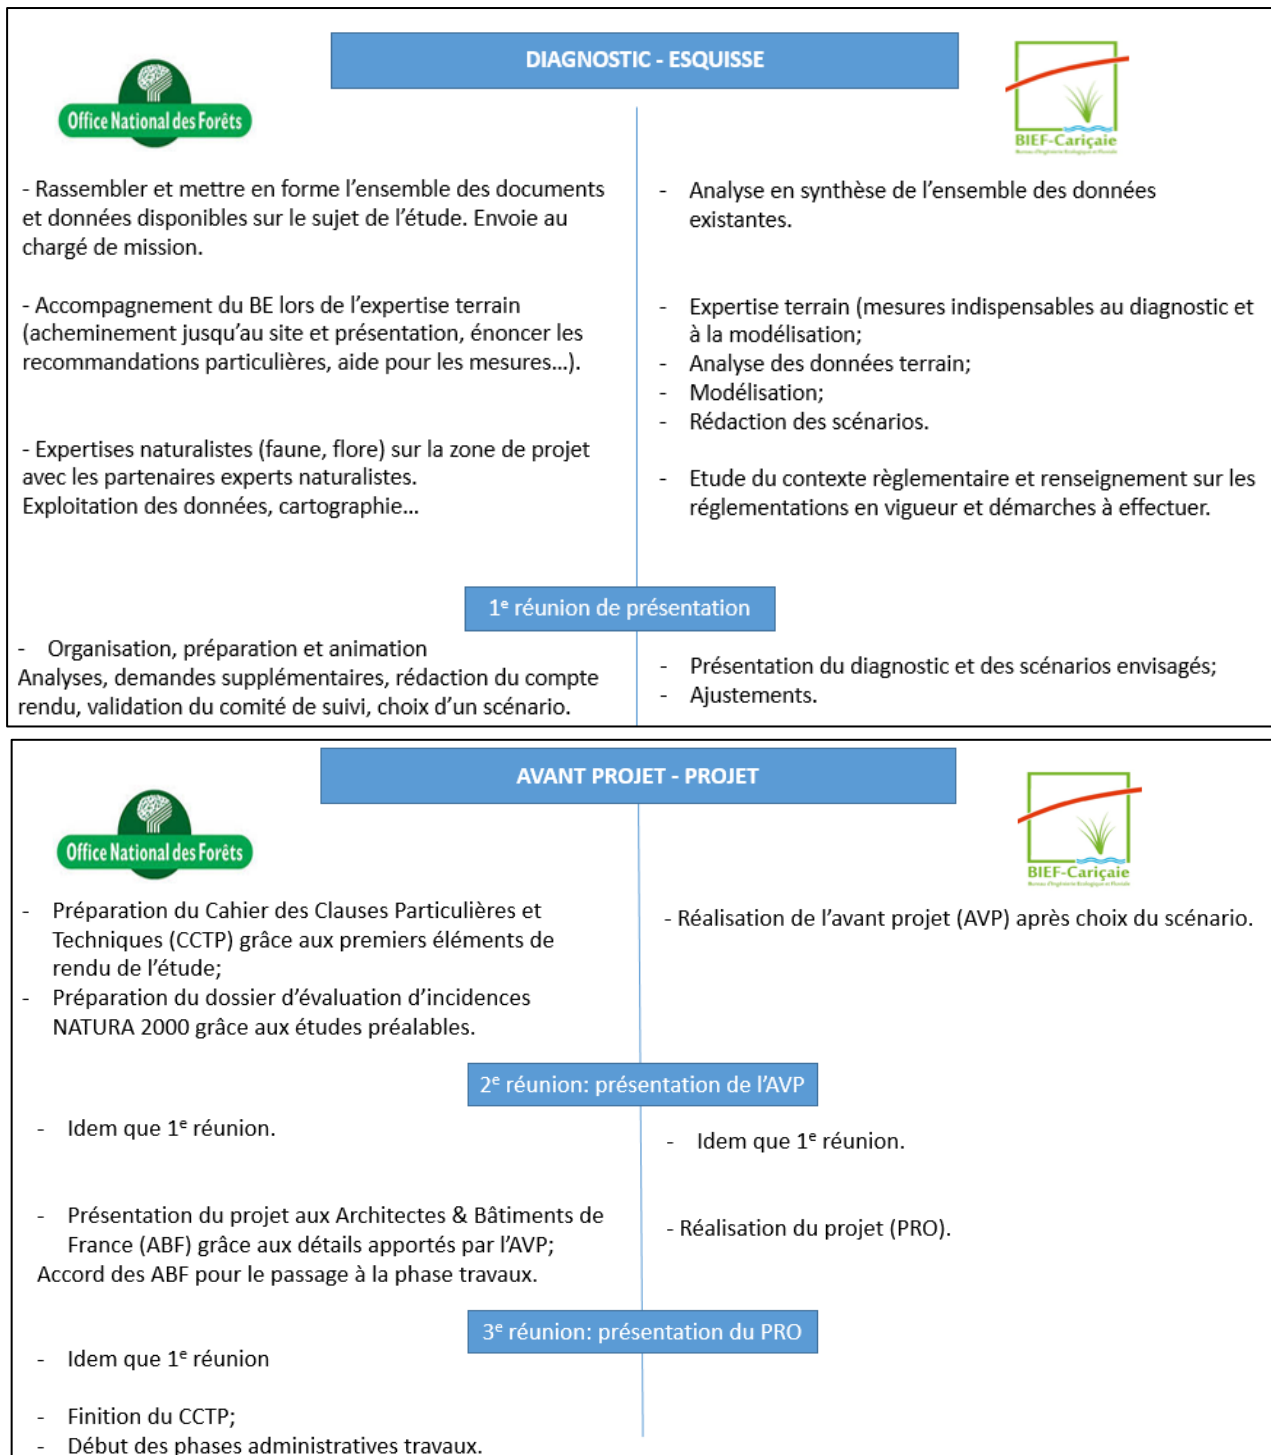 DIAGNOSTIC - ESQUISSE
Office National des Forêts
BIEF-Cariçaie
Bureau d'Ingénierie Ecologique et Fluviale
- Rassembler et mettre en forme l'ensemble des documents
et données disponibles sur le sujet de l'étude. Envoie au
chargé de mission.
- Accompagnement du BE lors de l'expertise terrain
(acheminement jusqu'au site et présentation, énoncer les
recommandations particulières, aide pour les mesures...).
- Expertises naturalistes (faune, flore) sur la zone de projet
avec les partenaires experts naturalistes.
Exploitation des données, cartographie...
- Analyse en synthèse de l'ensemble des données
existantes.
- Expertise terrain (mesures indispensables au diagnostic et
à la modélisation;
- Analyse des données terrain;
- Modélisation;
- Rédaction des scénarios.
- Etude du contexte règlementaire et renseignement sur les
réglementations en vigueur et démarches à effectuer.
1e réunion de présentation
- Organisation, préparation et animation
Analyses, demandes supplémentaires, rédaction du compte
rendu, validation du comité de suivi, choix d'un scénario.
- Présentation du diagnostic et des scénarios envisagés;
- Ajustements.
AVANT PROJET - PROJET
Office National des Forêts
BIEF-Cariçaie
Bureau d'Ingénierie Ecologique et Fluviale
- Préparation du Cahier des Clauses Particulières et
Techniques (CCTP) grâce aux premiers éléments de
rendu de l'étude;
- Préparation du dossier d'évaluation d'incidences
NATURA 2000 grâce aux études préalables.
- Réalisation de l'avant projet (AVP) après choix du scénario.
2e réunion: présentation de l'AVP
- Idem que 1e réunion.
- Idem que 1e réunion.
- Présentation du projet aux Architectes & Bâtiments de
France (ABF) grâce aux détails apportés par l'AVP;
Accord des ABF pour le passage à la phase travaux.
- Réalisation du projet (PRO).
3e réunion: présentation du PRO
- Idem que 1e réunion
- Finition du CCTP;
- Début des phases administratives travaux.